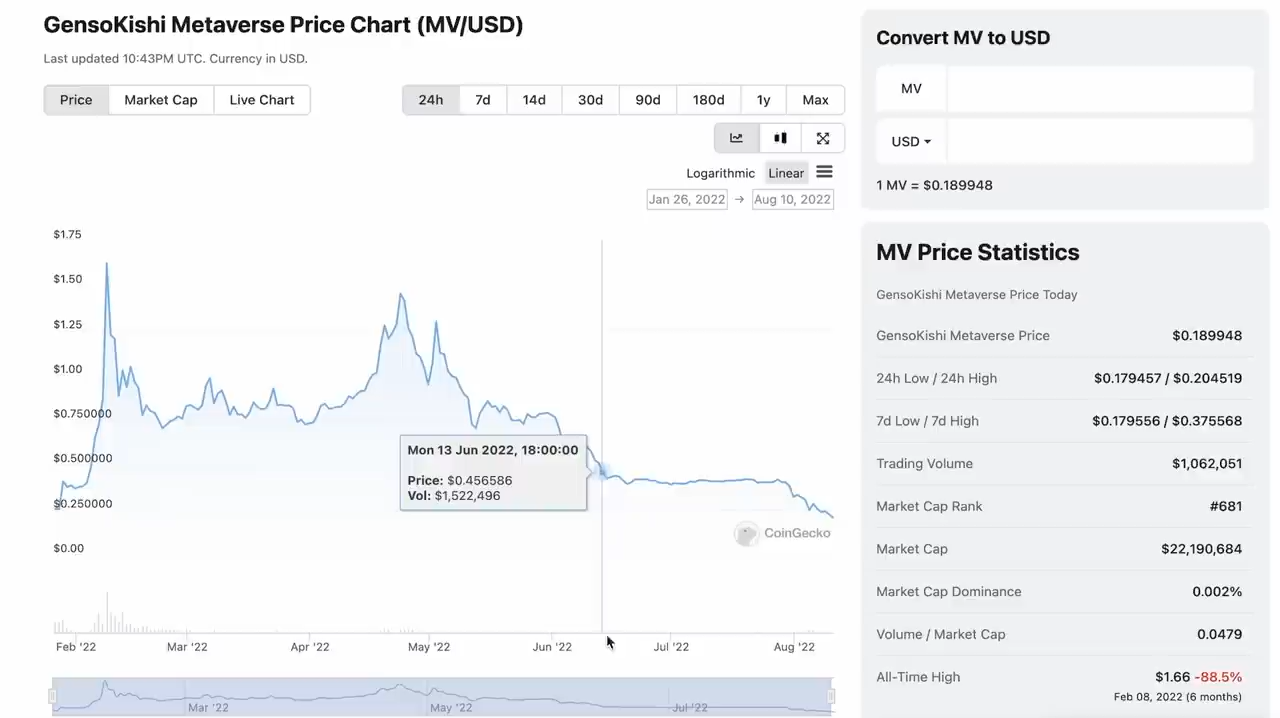 GensoKishi Metaverse Price Chart (MV/USD)
Last updated 10:43PM UTC. Currency in USD.
Price Market Cap Live Chart
24h 7d 14d 30d 90d 180d 1y Max
Logarithmic Linear
Jan 26, 2022 → Aug 10, 2022
$1.75
$1.50
$1.25
$1.00
$0.750000
$0.500000
$0.250000
$0.00
Mon 13 Jun 2022, 18:00:00
Price: $0.456586
Vol: $1,522,496
CoinGecko
Feb '22 Mar '22 Apr '22 May '22 Jun '22 Jul '22 Aug '22
Mar '22 May '22 Jul '22
Convert MV to USD
MV
USD
1 MV = $0.189948
MV Price Statistics
GensoKishi Metaverse Price Today
GensoKishi Metaverse Price $0.189948
24h Low / 24h High $0.179457 / $0.204519
7d Low / 7d High $0.179556 / $0.375568
Trading Volume $1,062,051
Market Cap Rank #681
Market Cap $22,190,684
Market Cap Dominance 0.002%
Volume / Market Cap 0.0479
All-Time High $1.66 -88.5%
Feb 08, 2022 (6 months)